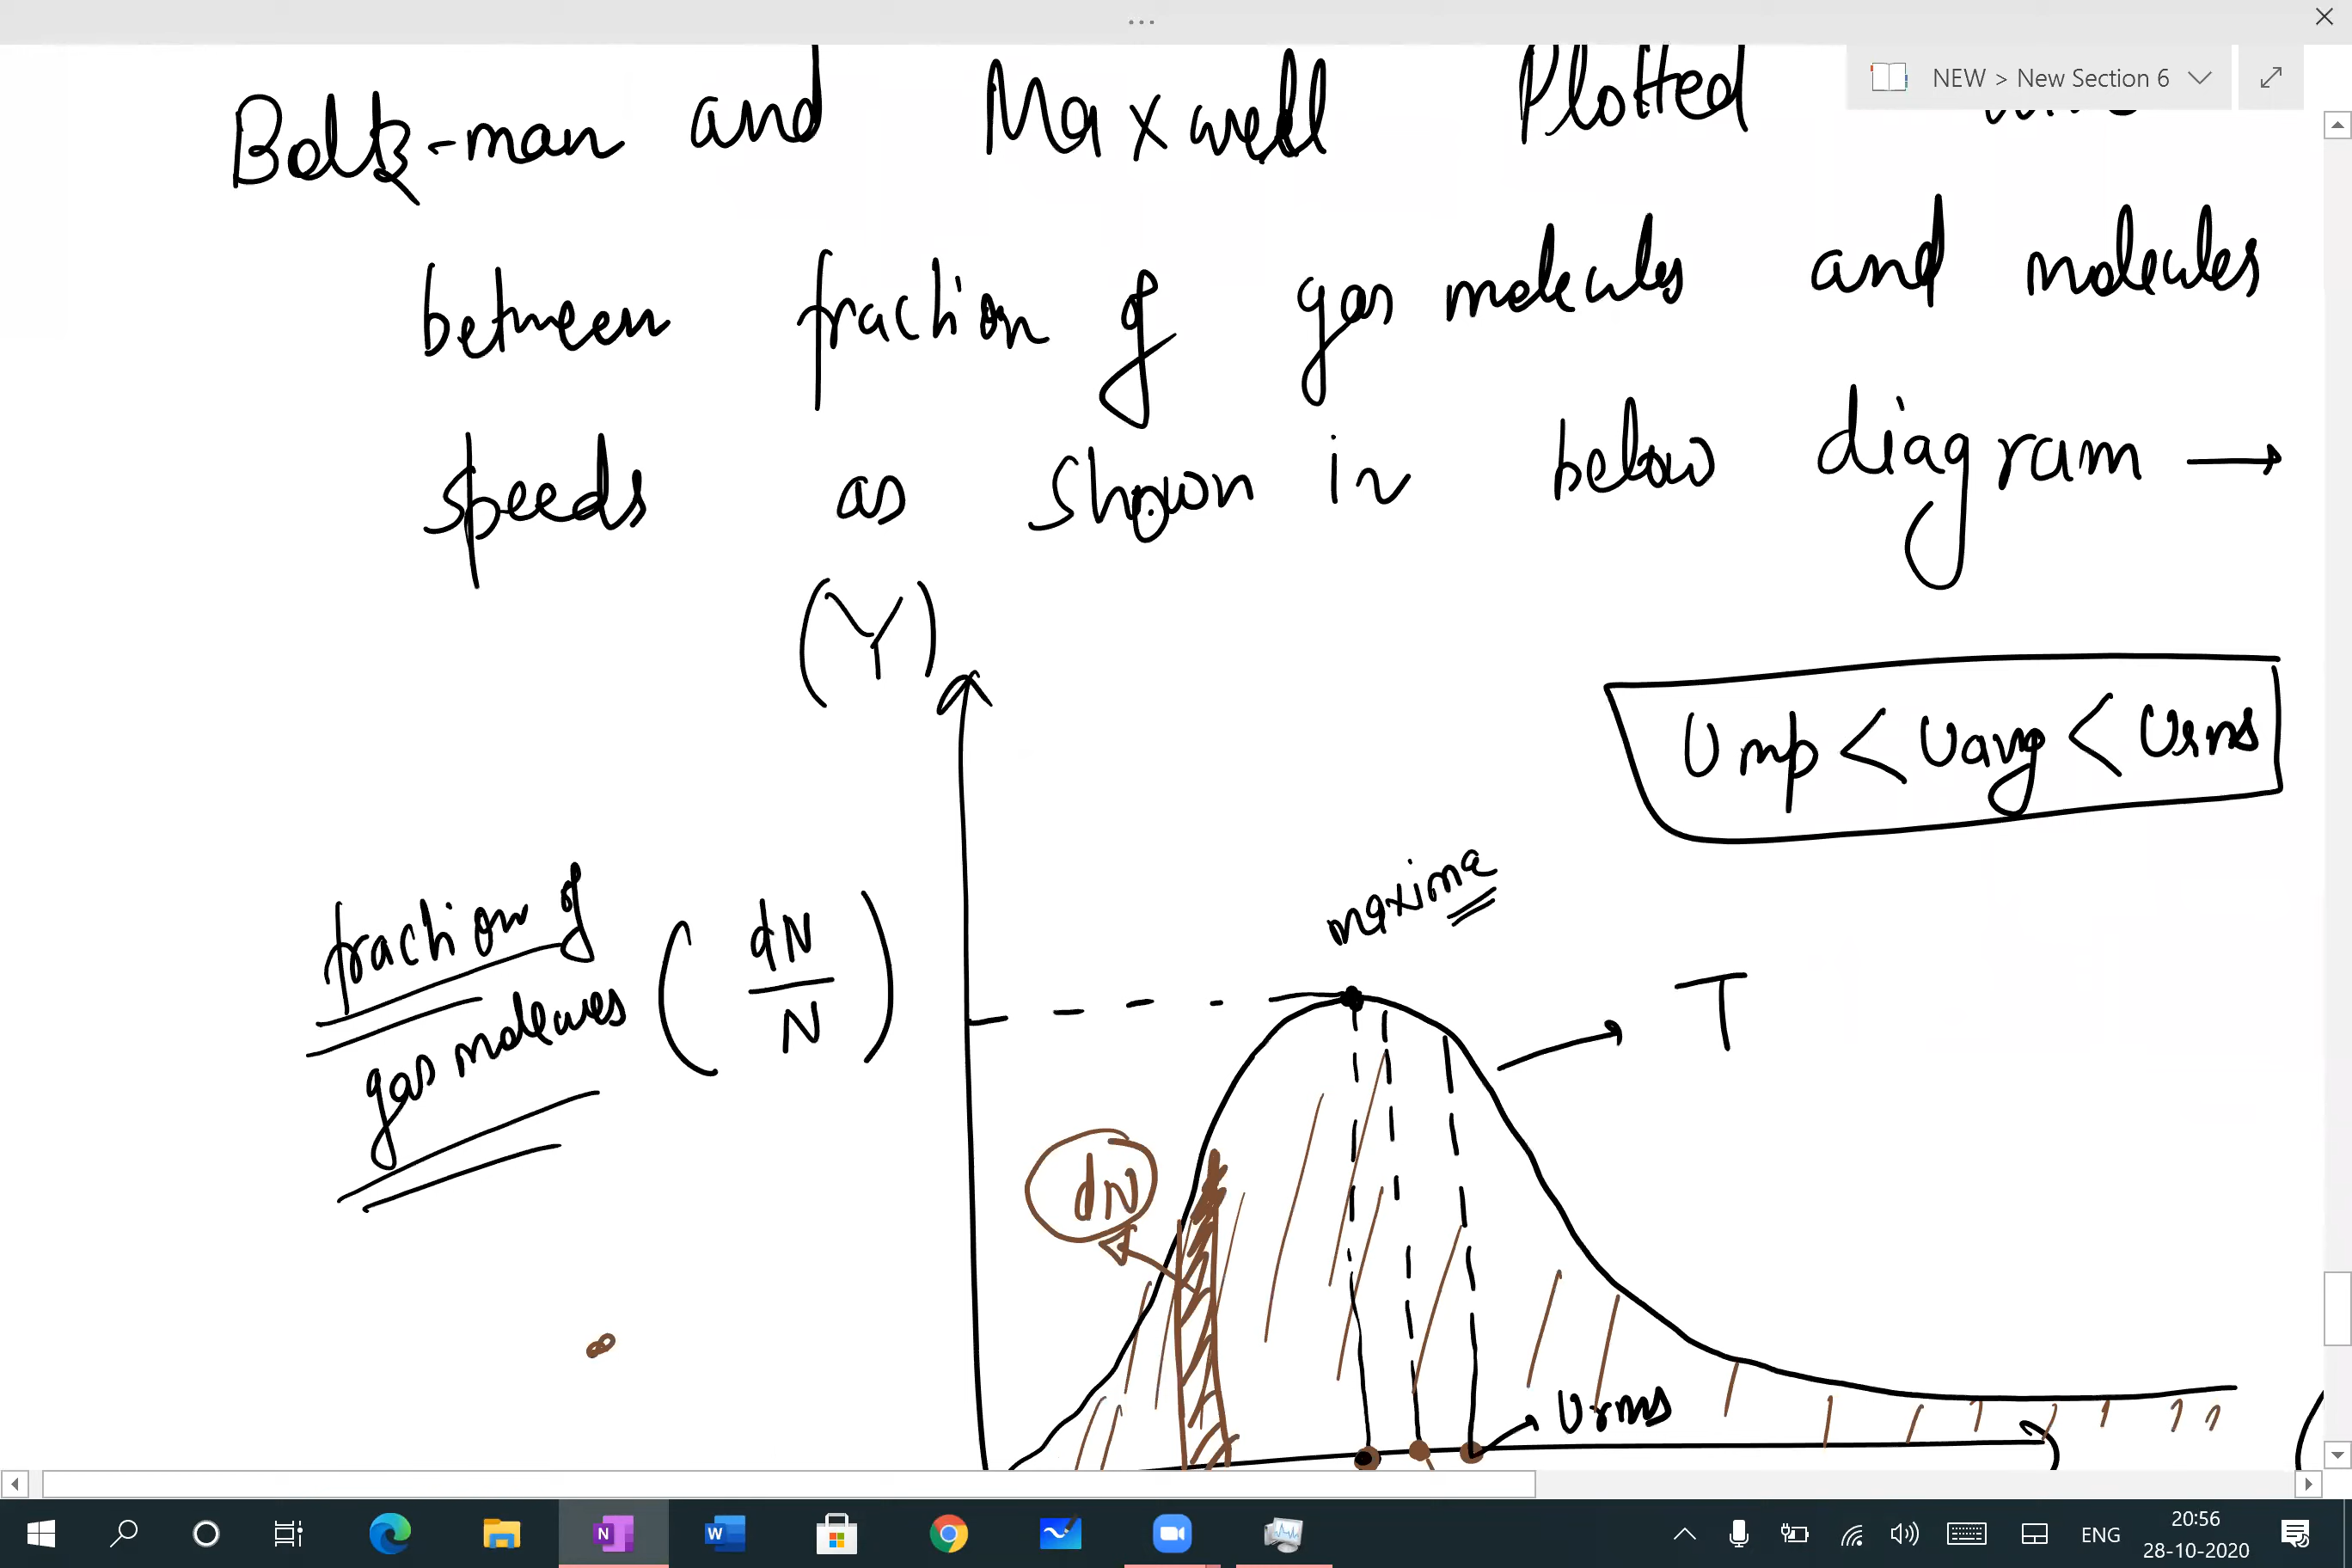 ...
NEW > New Section 6
Boltz-man and Maxwell Plotted
between fraction of gas molecules and molecules
speeds as shown in below diagram →
(Y)
Ump < Uavg < Urms
maxima
fraction of
gas molecules ( dN / N )
T
dN
Urms
20:56
ENG
28-10-2020